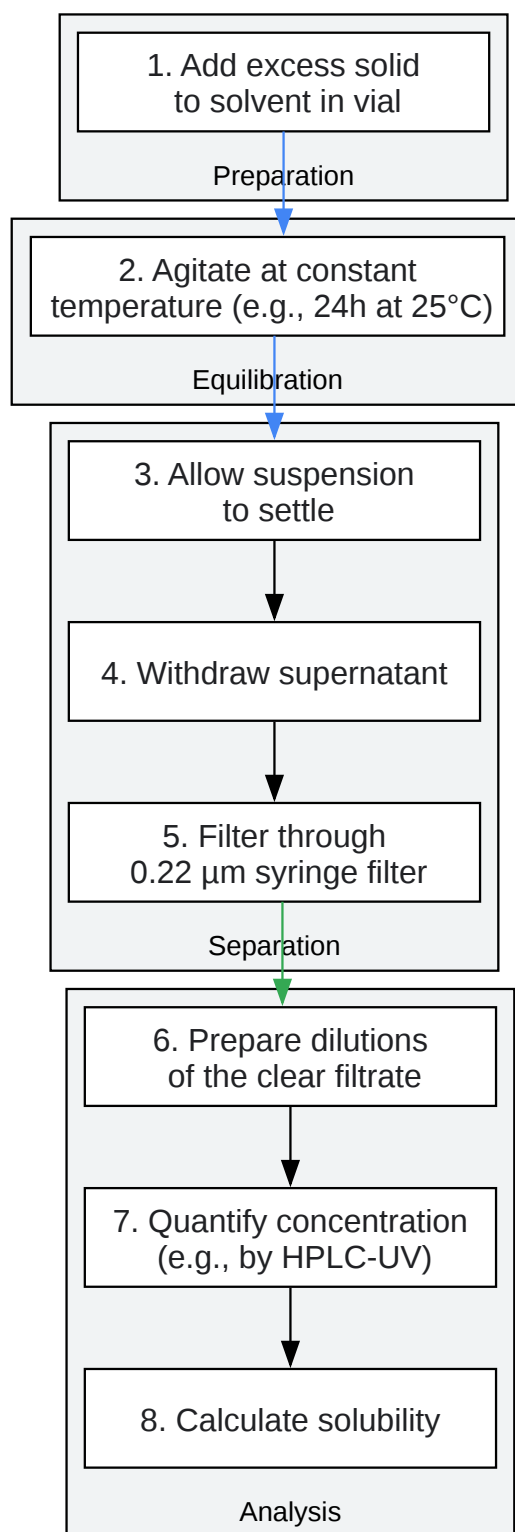 1. Add excess solid
to solvent in vial
Preparation
2. Agitate at constant
temperature (e.g., 24h at 25°C)
Equilibration
3. Allow suspension
to settle
4. Withdraw supernatant
5. Filter through
0.22 µm syringe filter
Separation
6. Prepare dilutions
of the clear filtrate
7. Quantify concentration
(e.g., by HPLC-UV)
8. Calculate solubility
Analysis